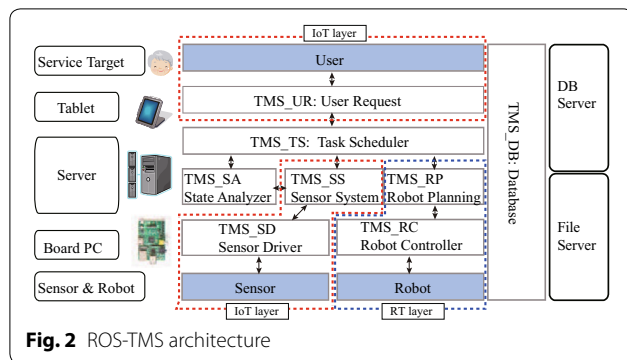 IoT layer
Service Target
User
Tablet
TMS_UR: User Request
TMS_TS: Task Scheduler
Server
TMS_SA
State Analyzer
TMS_SS
Sensor System
TMS_RP
Robot Planning
Board PC
TMS_SD
Sensor Driver
TMS_RC
Robot Controller
Sensor & Robot
Sensor
Robot
IoT layer
RT layer
TMS_DB: Database
DB
Server
File
Server
Fig. 2 ROS-TMS architecture